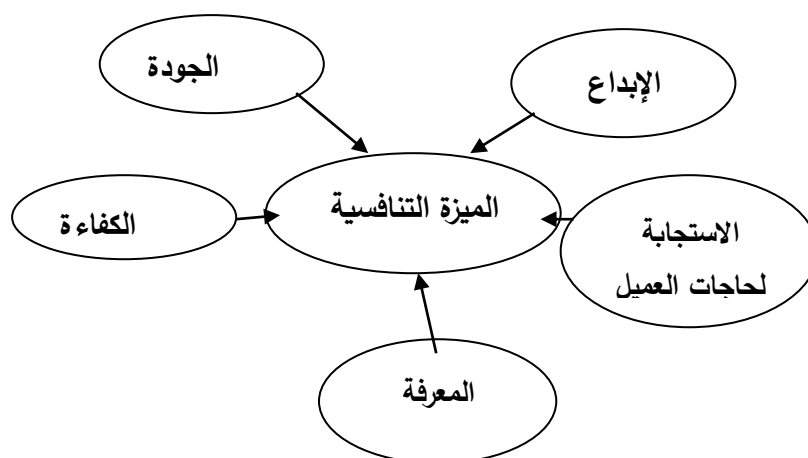 الإبداع
الجودة
الميزة التنافسية
الكفاءة
الاستجابة
لحاجات العميل
المعرفة